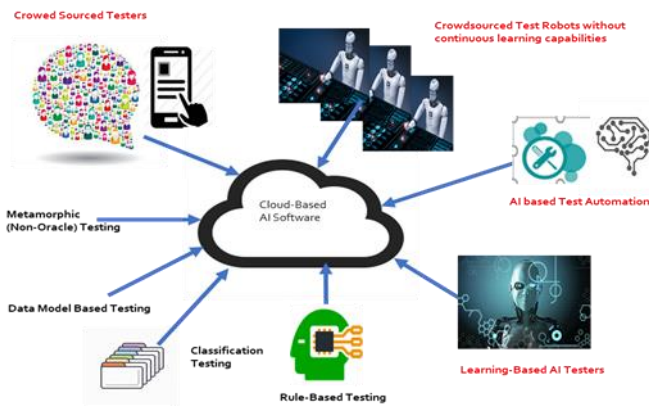 Crowed Sourced Testers
Crowdsourced Test Robots without
continuous learning capabilities
AI based Test Automation
Cloud-Based
AI Software
Metamorphic
(Non-Oracle) Testing
Data Model Based Testing
Classification
Testing
Rule-Based Testing
Learning-Based AI Testers